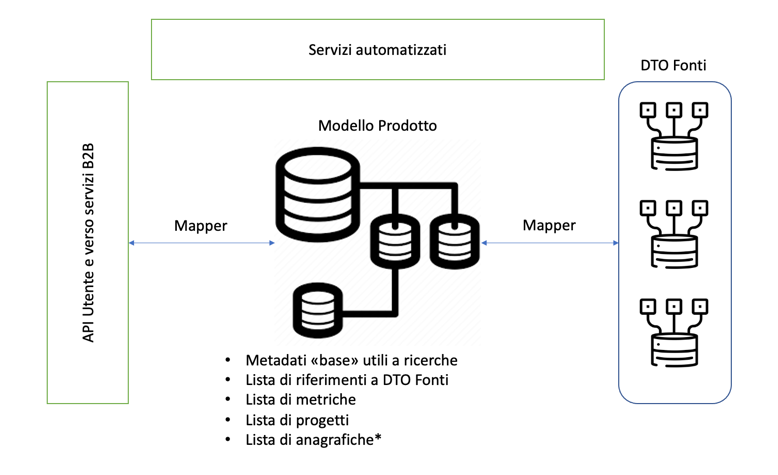 Servizi automatizzati
DTO Fonti
Modello Prodotto
API Utente e verso servizi B2B
Mapper
Mapper
• Metadati «base» utili a ricerche
• Lista di riferimenti a DTO Fonti
• Lista di metriche
• Lista di progetti
• Lista di anagrafiche*